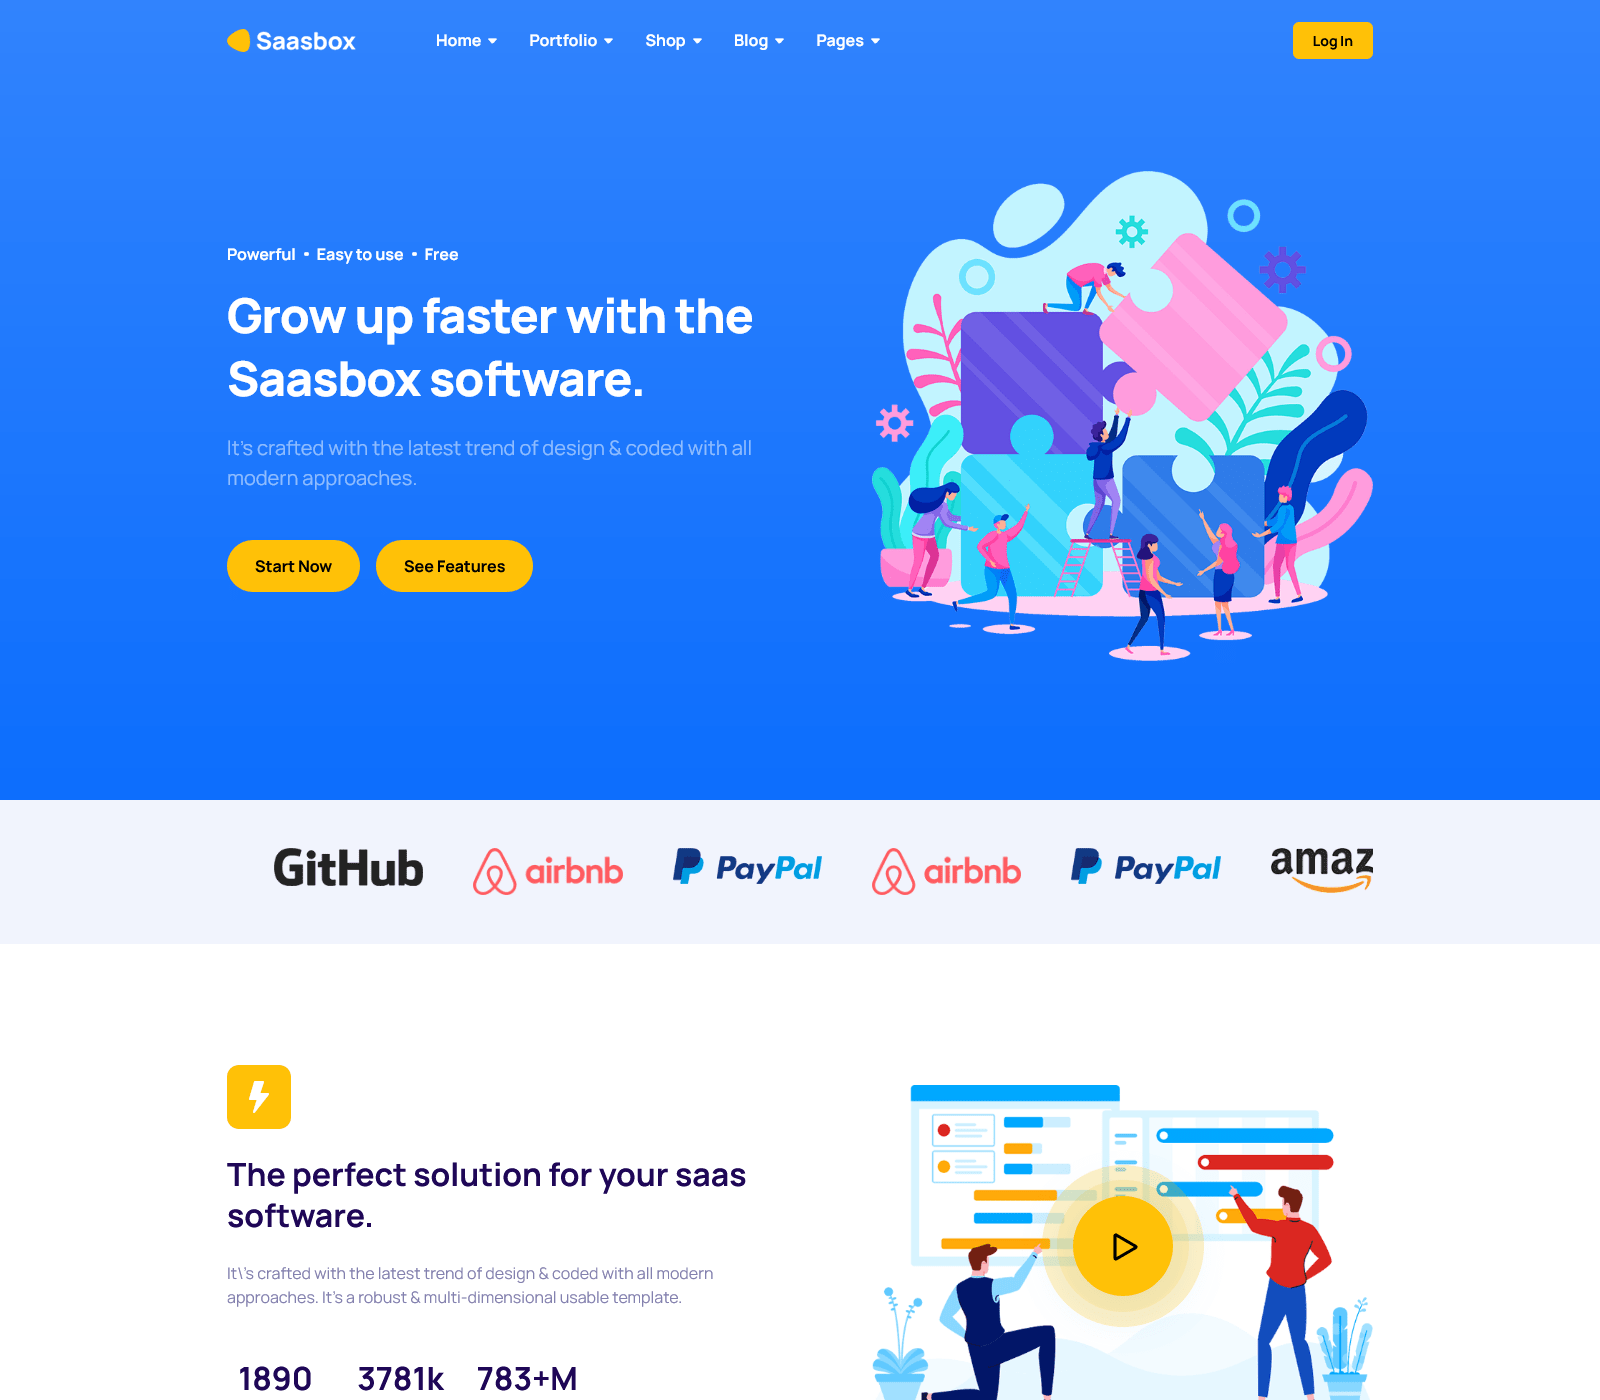 Saasbox
Home
Portfolio
Shop
Blog
Pages
Log In
Powerful • Easy to use • Free
Grow up faster with the
Saasbox software.
It's crafted with the latest trend of design & coded with all
modern approaches.
Start Now
See Features
GitHub
airbnb
PayPal
airbnb
PayPal
amaz
The perfect solution for your saas
software.
It\'s crafted with the latest trend of design & coded with all modern
approaches. It's a robust & multi-dimensional usable template.
1890
3781k
783+M